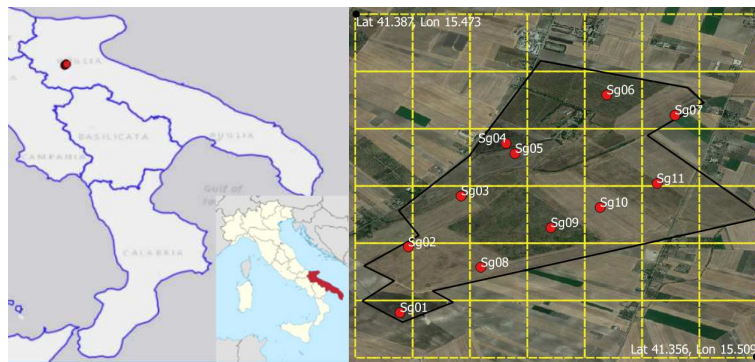 Lat 41.387, Lon 15.473
Sg06
Sg07
Sg04
Sg05
Sg11
Sg03
Sg10
Sg09
Sg02
Sg08
Sg01
Lat 41.356, Lon 15.509
BASILICATA
PUGLIA
Gulf of
CALABRIA